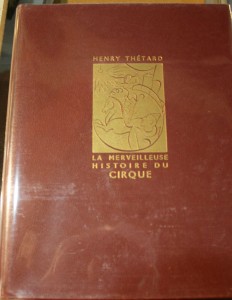 HENRY THÉTARD
LA MERVEILLEUSE
HISTOIRE DU
CIRQUE